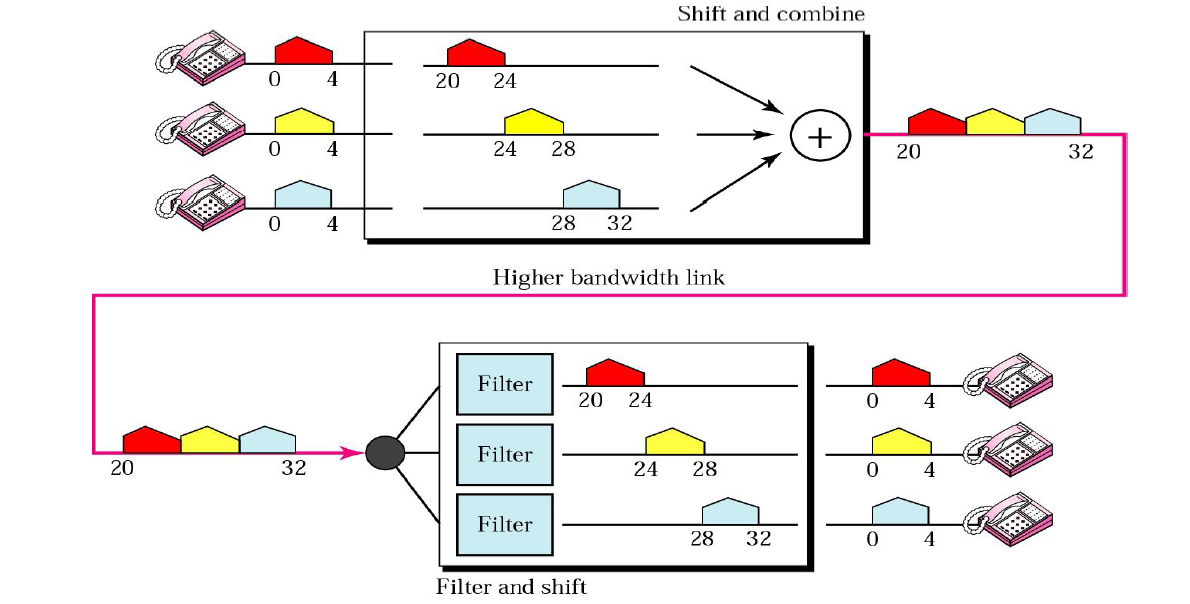 Shift and combine
0 4
20 24
0 4
24 28
+
20 32
0 4
28 32
Higher bandwidth link
Filter
20 24
0 4
Filter
24 28
0 4
20 32
Filter
28 32
0 4
Filter and shift